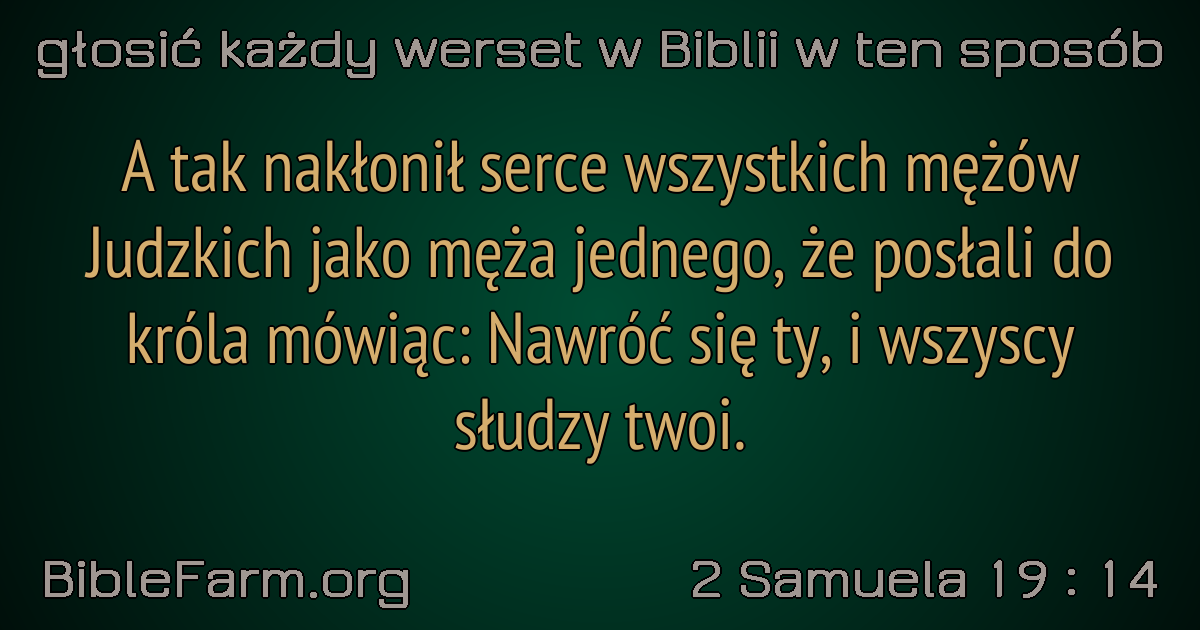 głosić każdy werset w Biblii w ten sposób
A tak nakłonił serce wszystkich mężów
Judzkich jako męża jednego, że posłali do
króla mówiąc: Nawróć się ty, i wszyscy
słudzy twoi.
BibleFarm.org
2 Samuela 19 : 14